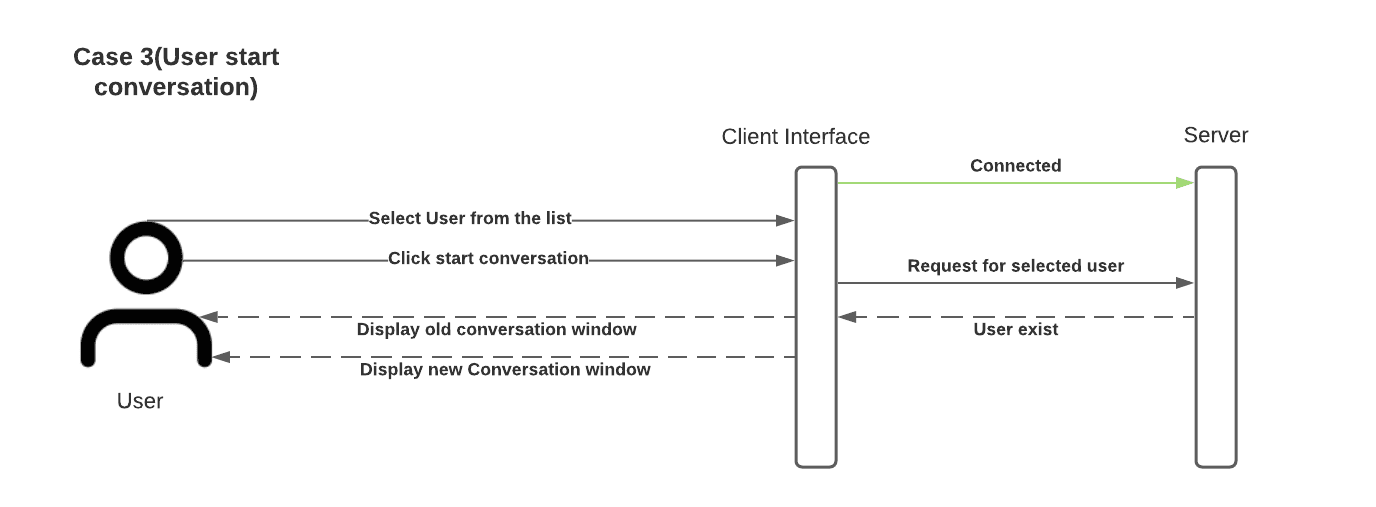 Case 3(User start
conversation)
Client Interface
Server
Connected
Select User from the list
Click start conversation
Request for selected user
Display old conversation window
User exist
Display new Conversation window
User